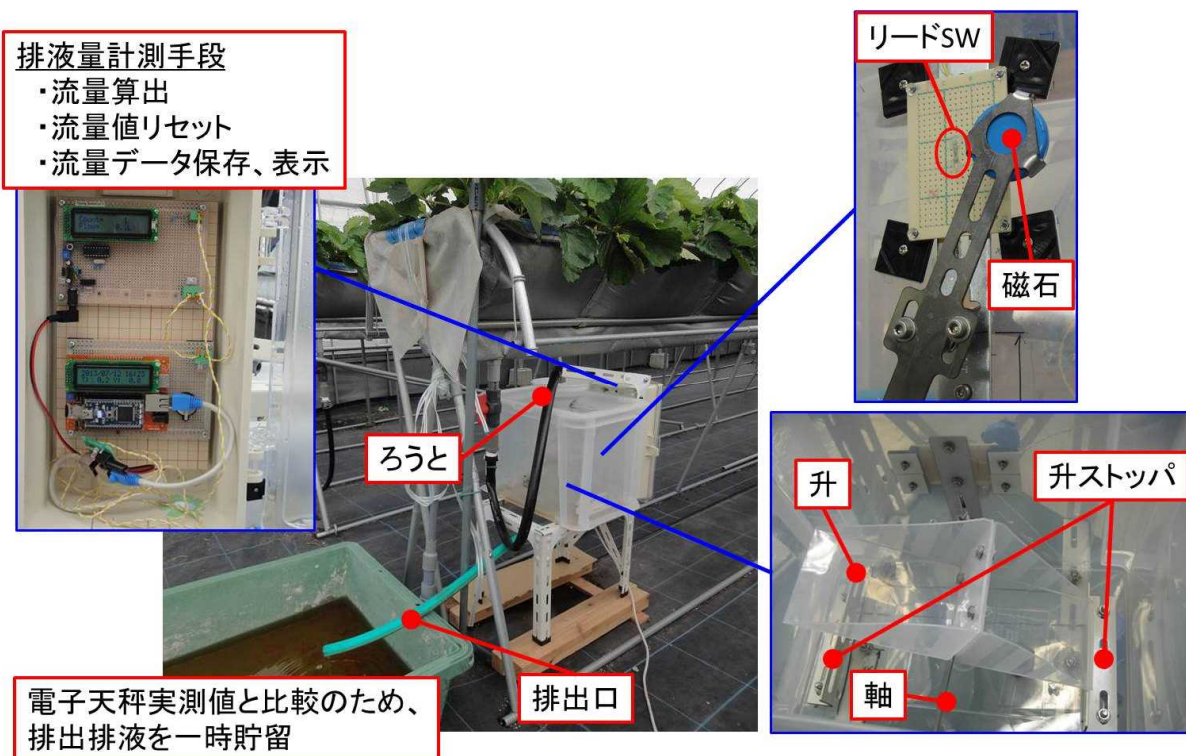 排液量計測手段
・流量算出
・流量値リセット
・流量データ保存、表示
リードSW
磁石
ろうと
升
升ストッパ
軸
排出口
電子天秤実測値と比較のため、
排出排液を一時貯留